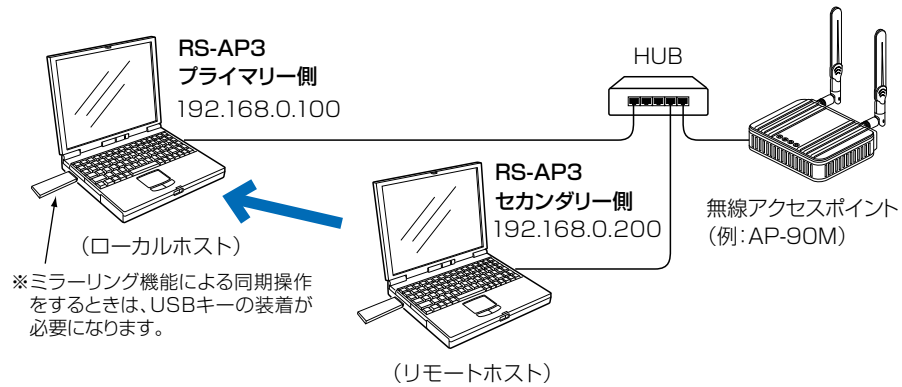 RS-AP3
プライマリー側
192.168.0.100
HUB
RS-AP3
セカンダリー側
192.168.0.200
無線アクセスポイント
（例：AP-90M）
（ローカルホスト）
※ミラーリング機能による同期操作
をするときは、USBキーの装着が
必要になります。
（リモートホスト）